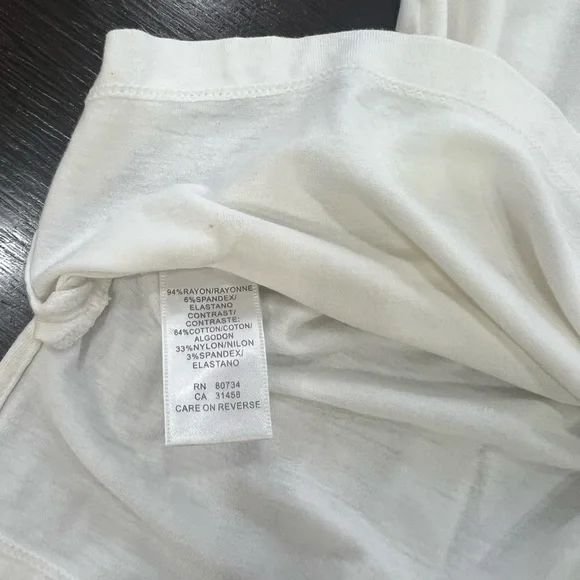 94%RAYON/RAYONNE
6%SPANDEX/
ELASTANO
CONTRAST/
CONTRASTE:
64%COTTON/COTON/
ALGODON
33%NYLON/NILON
3%SPANDEX/
ELASTANO
RN 80734
CA 31458
CARE ON REVERSE